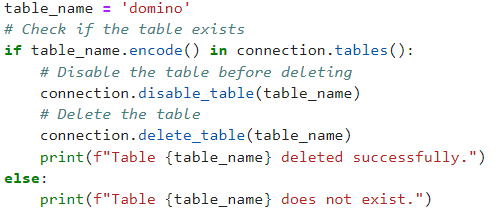 table_name = 'domino'
# Check if the table exists
if table_name.encode() in connection.tables():
    # Disable the table before deleting
    connection.disable_table(table_name)
    # Delete the table
    connection.delete_table(table_name)
    print(f"Table {table_name} deleted successfully.")
else:
    print(f"Table {table_name} does not exist.")